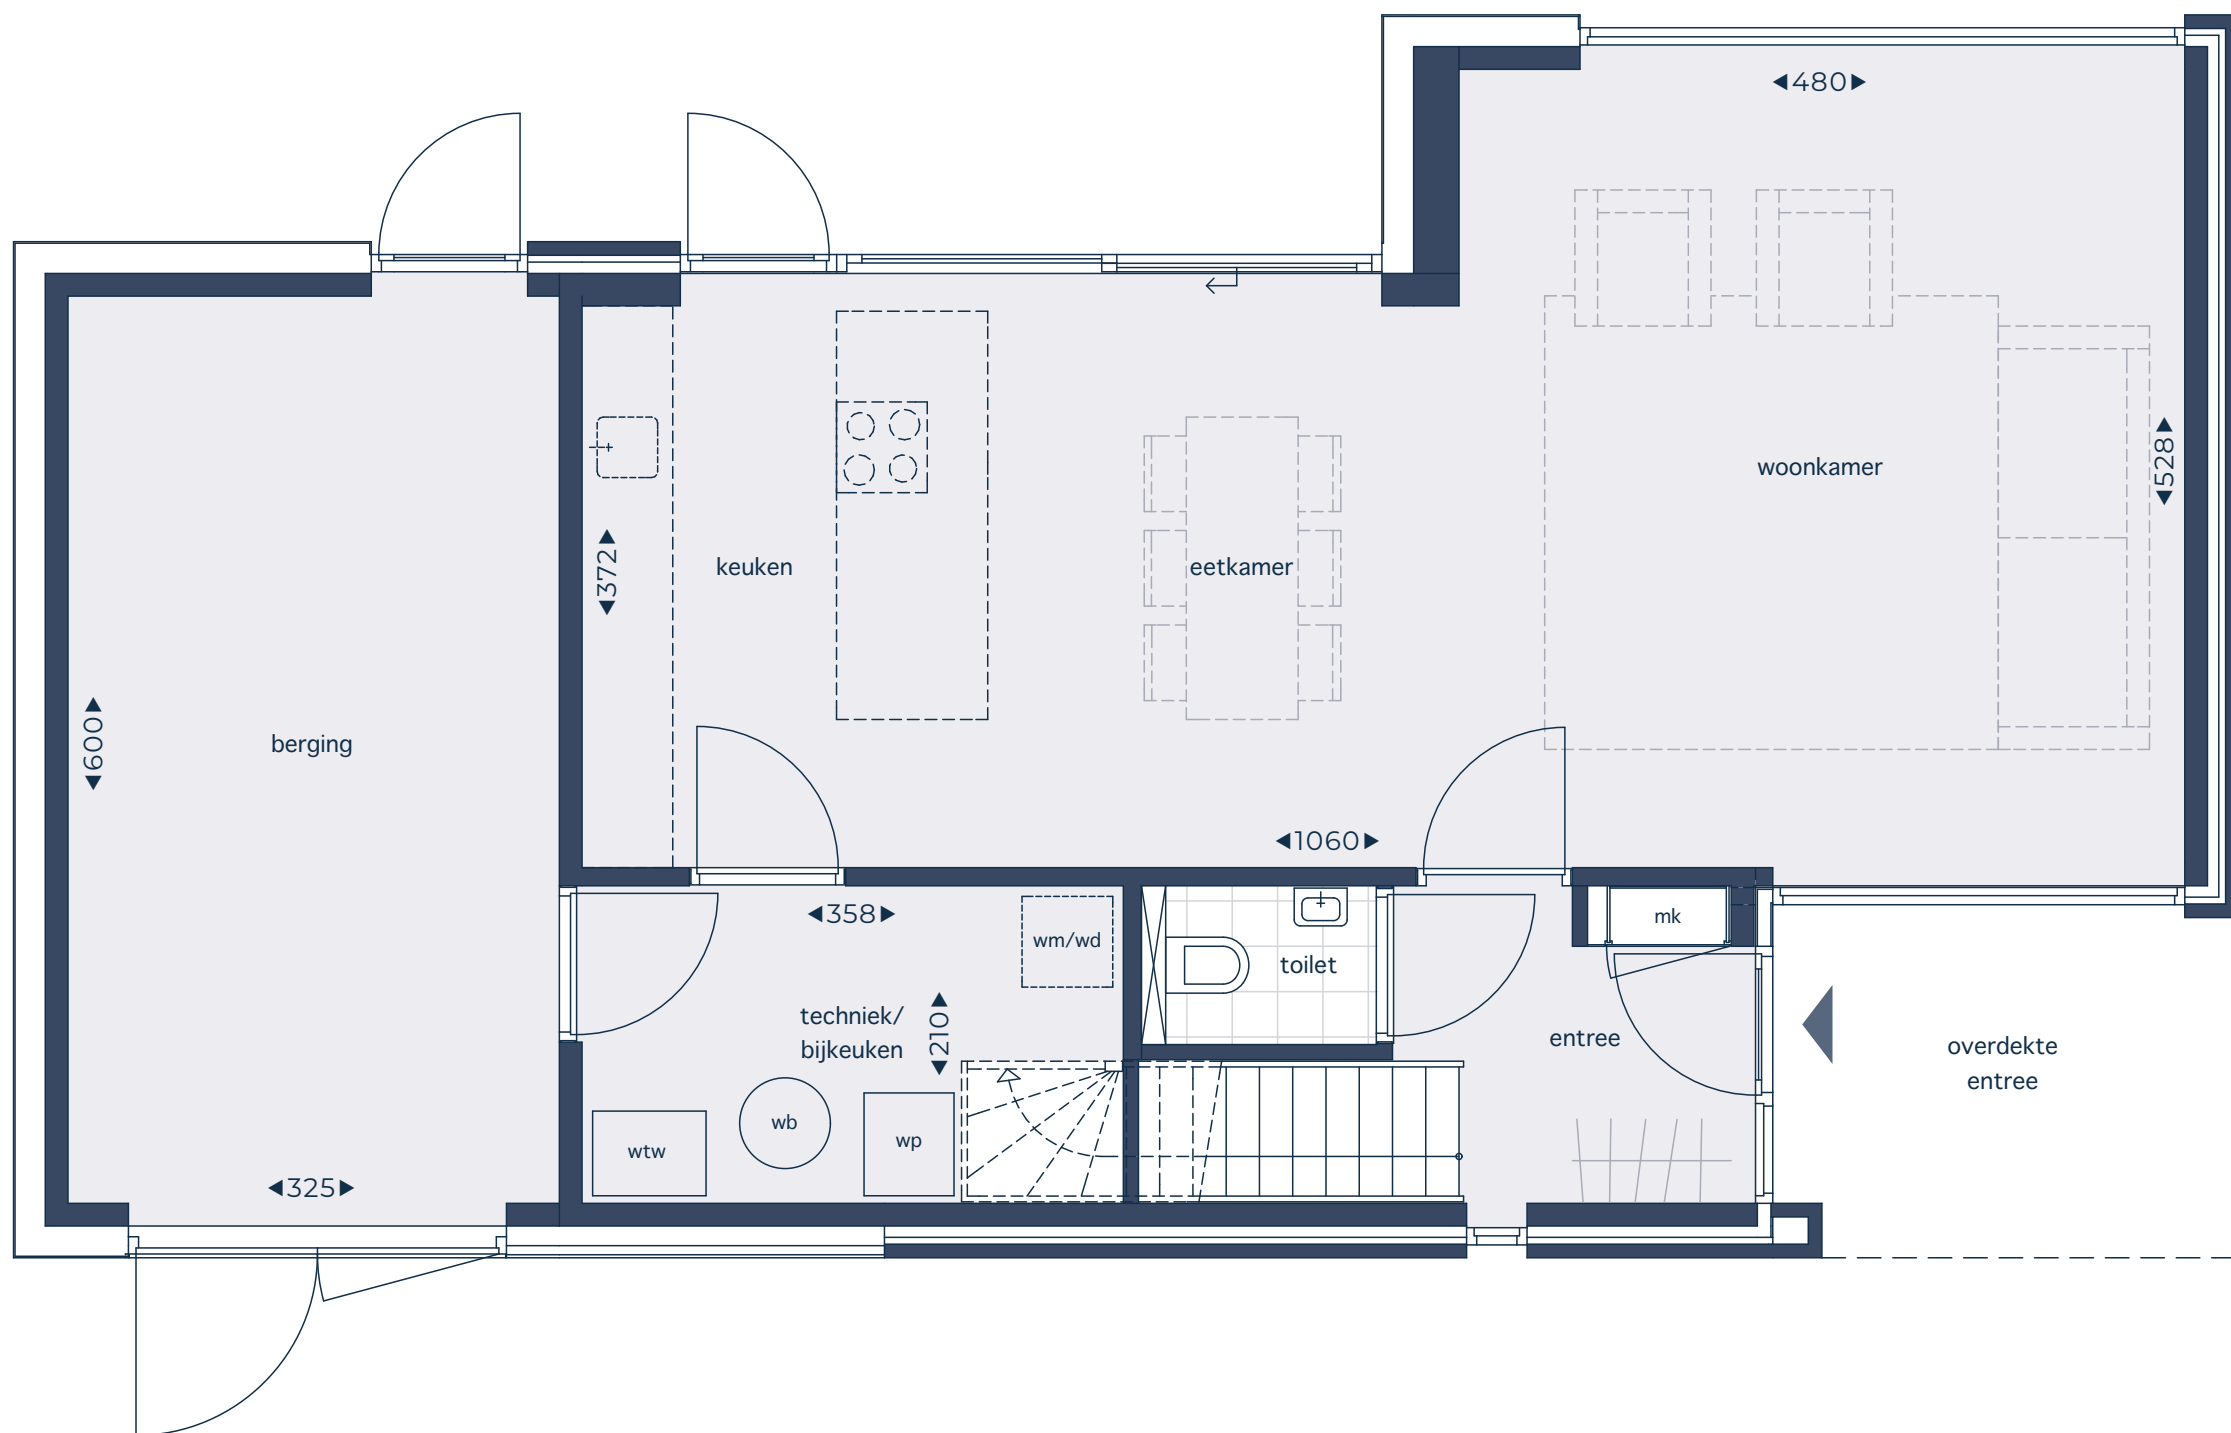 480
woonkamer
528
keuken
372
eetkamer
600
berging
1060
358
wm/wd
toilet
mk
techniek/
bijkeuken
210
entree
overdekte
entree
wtw
wb
wp
325